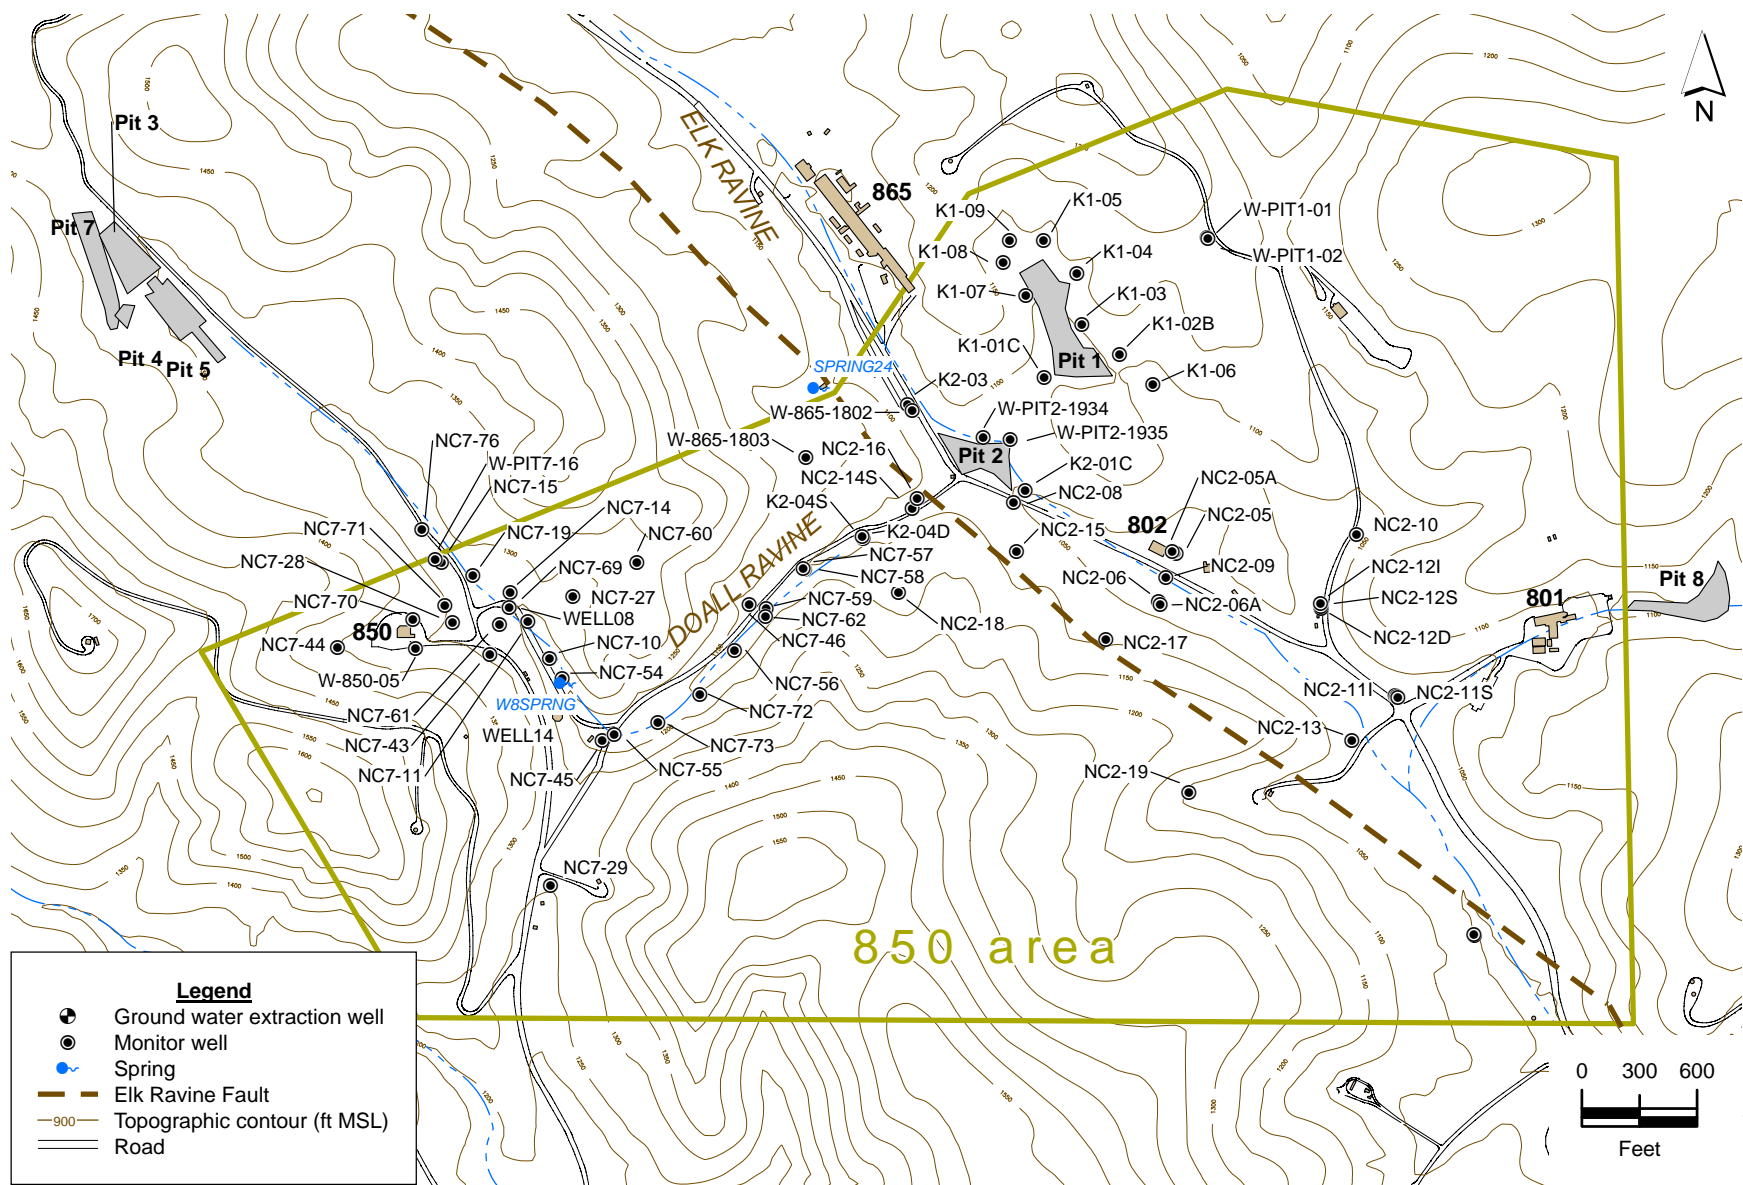 Pit 3
Pit 7
Pit 4
Pit 5
ELK RAVINE
865
K1-09
K1-05
K1-08
K1-04
K1-07
K1-03
K1-02B
K1-01C
Pit 1
K1-06
W-PIT1-01
W-PIT1-02
N
SPRING24
K2-03
W-865-1802
W-PIT2-1934
W-865-1803
W-PIT2-1935
NC2-16
Pit 2
K2-01C
NC2-14S
NC2-08
NC2-05A
K2-04S
802
NC2-05
K2-04D
NC2-15
NC2-10
NC7-76
W-PIT7-16
NC7-15
NC7-14
NC7-71
NC7-19
NC7-60
NC7-28
NC7-69
NC7-57
NC7-58
NC2-09
NC2-12I
NC7-70
NC7-27
DOALL RAVINE
NC7-59
NC2-06
NC2-06A
NC2-12S
801
Pit 8
850
WELL08
NC7-62
NC2-18
NC2-17
NC2-12D
NC7-44
NC7-10
NC7-46
W-850-05
NC7-54
NC7-56
W8SPRNG
NC2-11I
NC2-11S
NC7-61
NC7-72
NC2-13
NC7-43
WELL14
NC7-73
NC7-11
NC7-45
NC7-55
NC2-19
NC7-29
850 area
Legend
Ground water extraction well
Monitor well
Spring
Elk Ravine Fault
900 Topographic contour (ft MSL)
Road
0 300 600
Feet